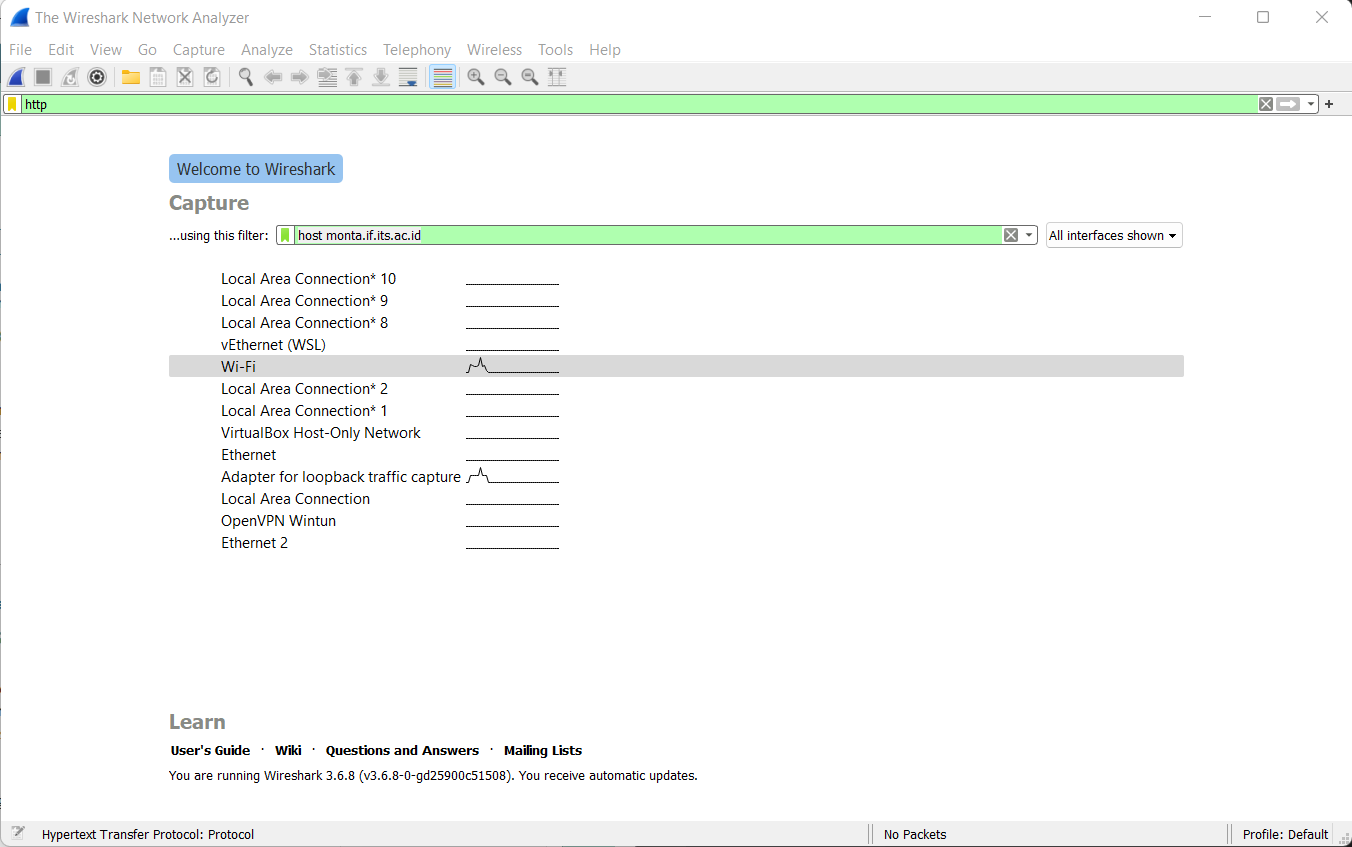 The Wireshark Network Analyzer
File Edit View Go Capture Analyze Statistics Telephony Wireless Tools Help
http
Welcome to Wireshark
Capture
...using this filter: host monta.if.its.ac.id All interfaces shown
Local Area Connection* 10
Local Area Connection* 9
Local Area Connection* 8
vEthernet (WSL)
Wi-Fi
Local Area Connection* 2
Local Area Connection* 1
VirtualBox Host-Only Network
Ethernet
Adapter for loopback traffic capture
Local Area Connection
OpenVPN Wintun
Ethernet 2
Learn
User's Guide · Wiki · Questions and Answers · Mailing Lists
You are running Wireshark 3.6.8 (v3.6.8-0-gd25900c51508). You receive automatic updates.
Hypertext Transfer Protocol: Protocol No Packets Profile: Default